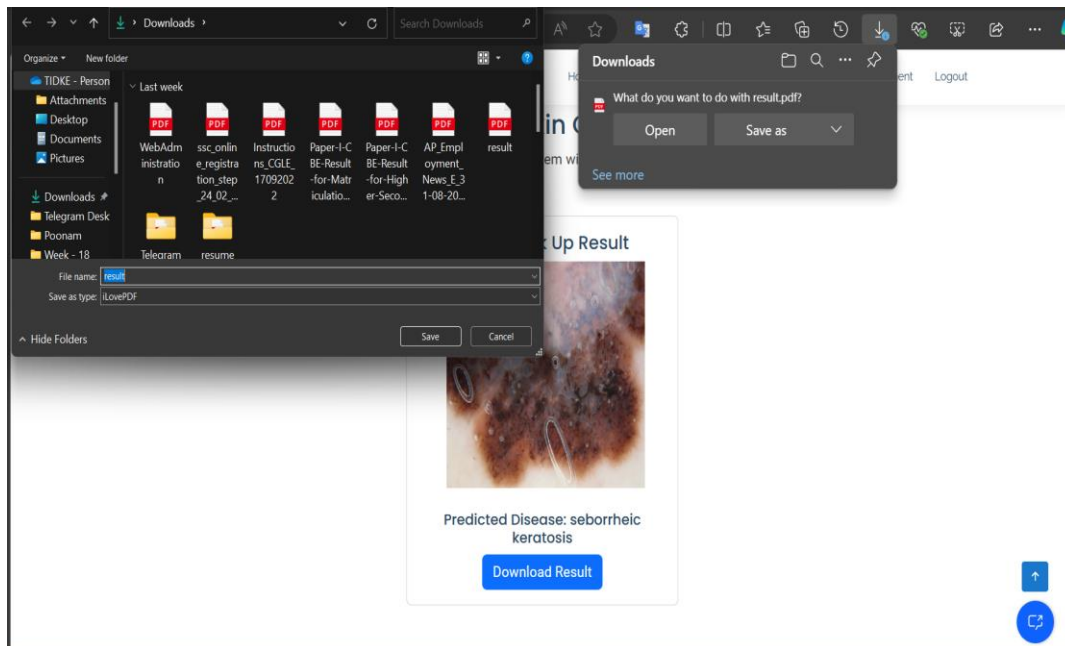 Downloads
Search Downloads
Organize
New folder
TIDKE - Person
Attachments
Desktop
Documents
Pictures
Downloads
Telegram Desk
Poonam
Week - 18
Last week
PDF
WebAdm
inistratio
n
PDF
ssc_onlin
e_registra
tion_step
_24_02_...
PDF
Instructio
ns_CGLE_
1709202
2
PDF
Paper-I-C
BE-Result
-for-Matr
iculatio...
PDF
Paper-I-C
BE-Result
-for-High
er-Seco...
PDF
AP_Empl
oyment_
News_E_3
1-08-20...
PDF
result
Telegram
resume
File name: result
Save as type: iLovePDF
Hide Folders
Save
Cancel
Downloads
What do you want to do with result.pdf?
Open
Save as
See more
Logout
in
em wi
Up Result
Predicted Disease: seborrheic
keratosis
Download Result